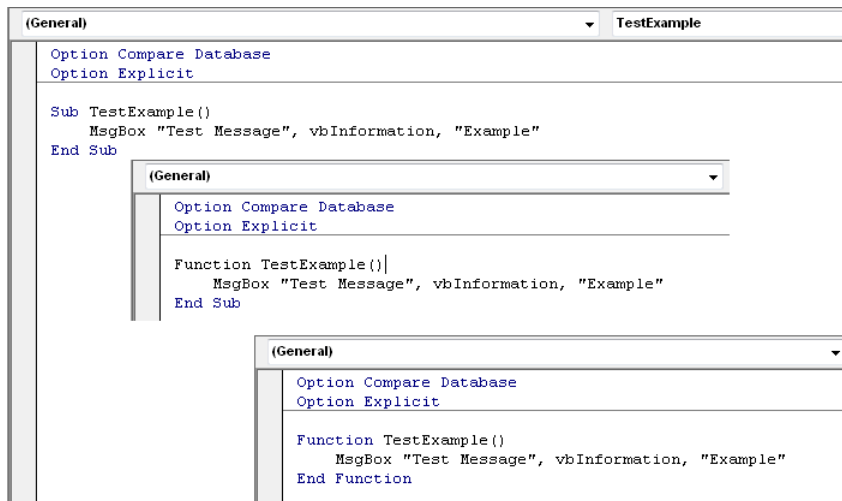 (General) TestExample
Option Compare Database
Option Explicit
Sub TestExample()
MsgBox "Test Message", vbInformation, "Example"
End Sub
(General)
Option Compare Database
Option Explicit
Function TestExample()
MsgBox "Test Message", vbInformation, "Example"
End Sub
(General)
Option Compare Database
Option Explicit
Function TestExample()
MsgBox "Test Message", vbInformation, "Example"
End Function